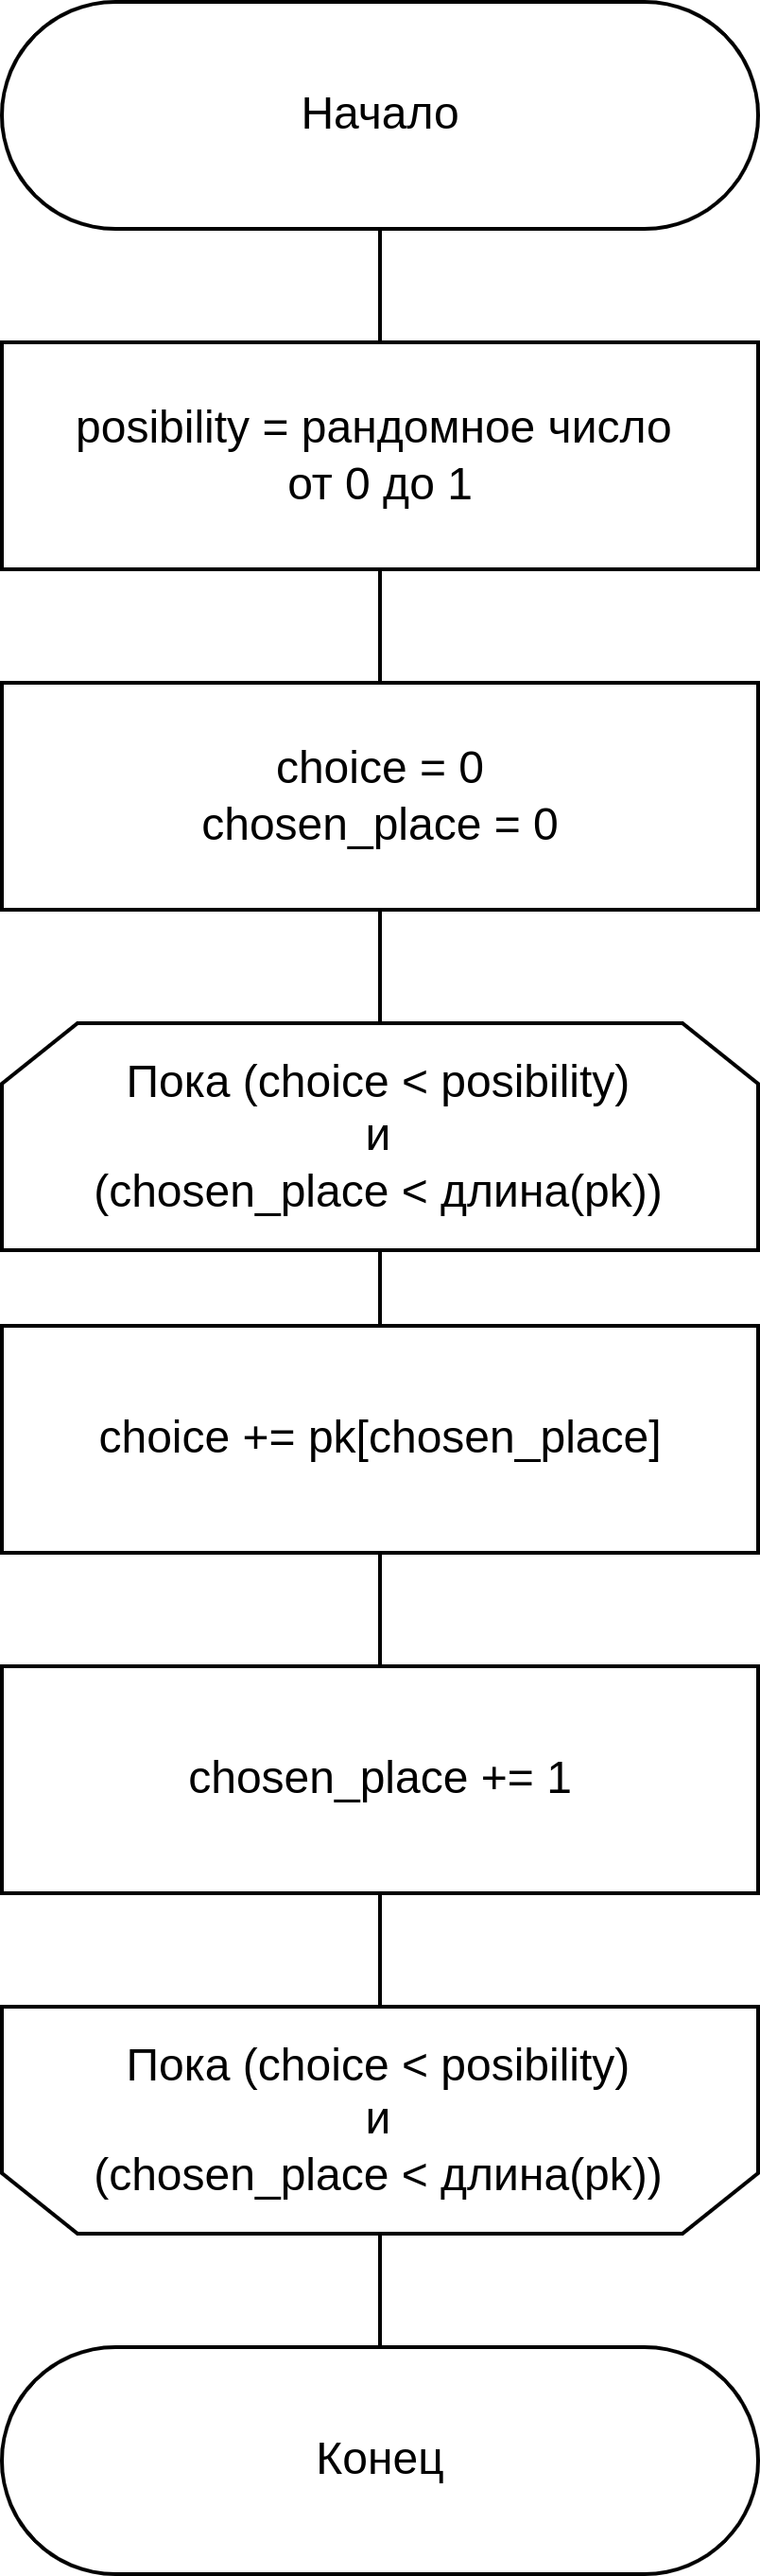 Начало
posibility = рандомное число
от 0 до 1
choice = 0
chosen_place = 0
Пока (choice < posibility)
и
(chosen_place < длина(pk))
choice += pk[chosen_place]
chosen_place += 1
Пока (choice < posibility)
и
(chosen_place < длина(pk))
Конец